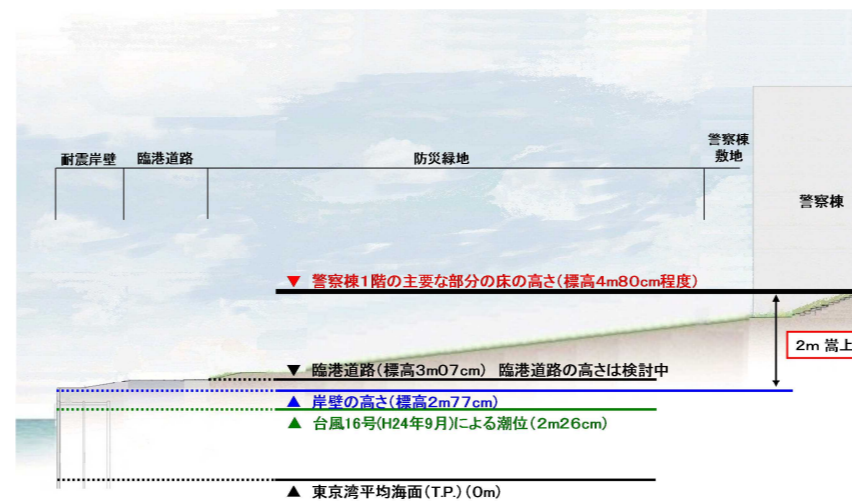 耐震岸壁
臨港道路
防災緑地
警察棟
敷地
警察棟
▼ 警察棟1階の主要な部分の床の高さ(標高4m80cm程度)
2m 嵩上
▼ 臨港道路(標高3m07cm) 臨港道路の高さは検討中
▲ 岸壁の高さ(標高2m77cm)
▲ 台風16号(H24年9月)による潮位(2m26cm)
▲ 東京湾平均海面(T.P.)(0m)